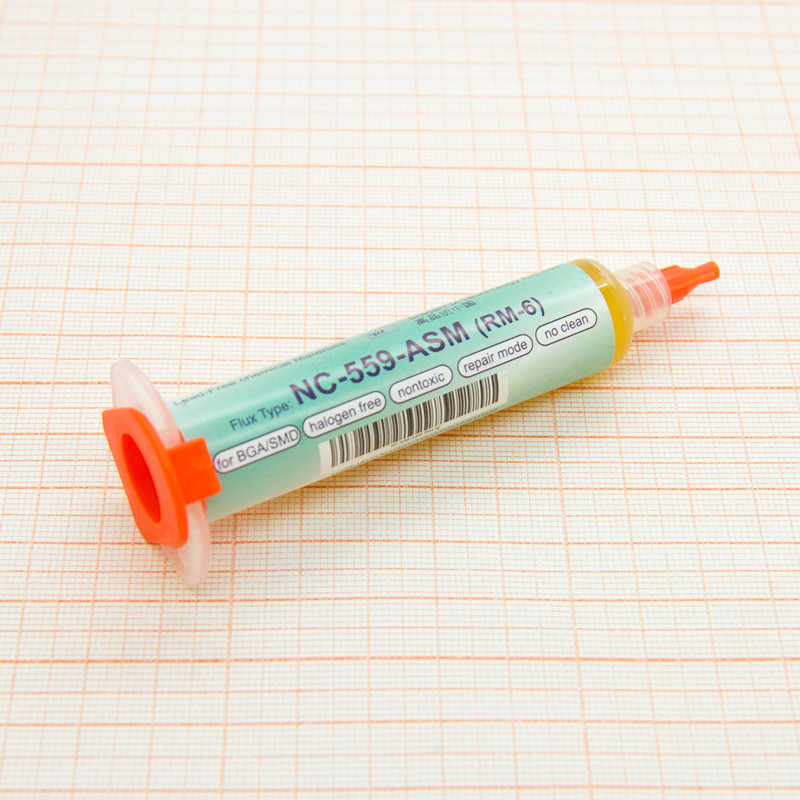 Lead-Free chemical
Flux Type: NC-559-ASM (RM-6)
for BGA/SMD halogen free nontoxic repair mode no clean